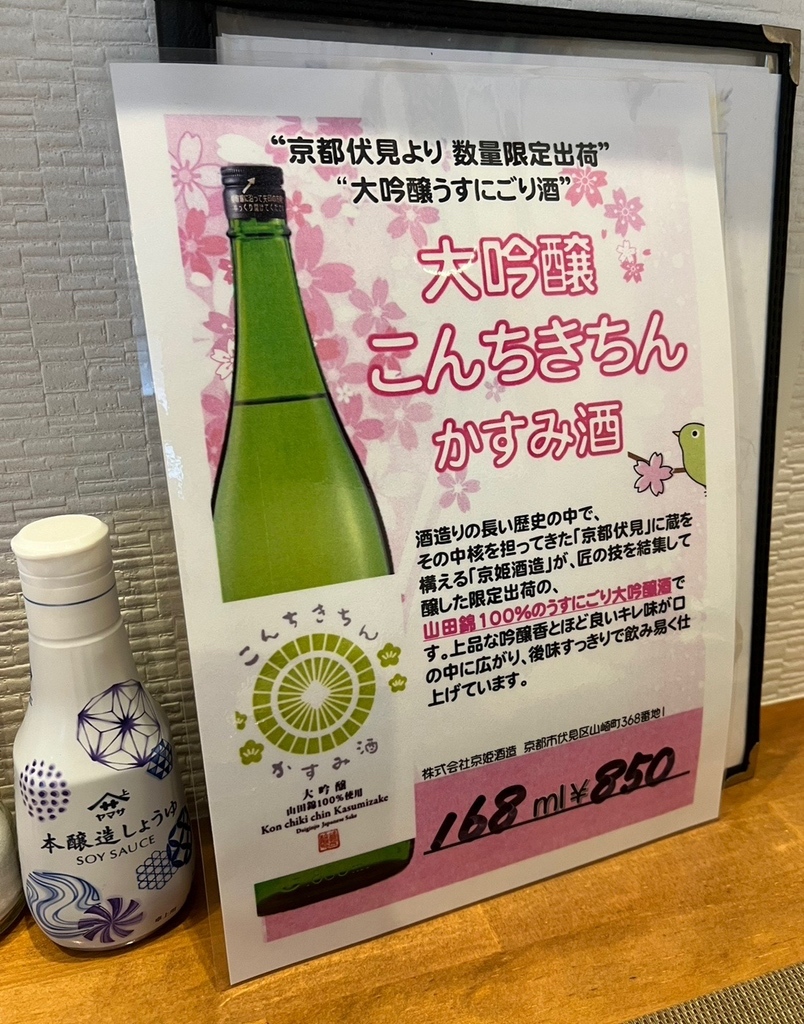 “京都伏見より 数量限定出荷”
“大吟醸うすにごり酒”
大吟醸
こんちきちん
かすみ酒
酒造りの長い歴史の中で、
その中核を担ってきた「京都伏見」に蔵を
構える「京姫酒造」が、匠の技を結集して
醸した限定出荷の、
山田錦100%のうすにごり大吟醸酒で
す。上品な吟醸香とほど良いキレ味が口
の中に広がり、後味すっきりで飲み易く仕
上げています。
株式会社京姫酒造 京都市伏見区山崎町368番地1
168 ml ¥850
こんちきちん
かすみ酒
大吟醸
山田錦100%使用
Kon chiki chin Kasumizake
Daiginjo Japanese Sake
ヤマサ
本醸造しょうゆ
SOY SAUCE